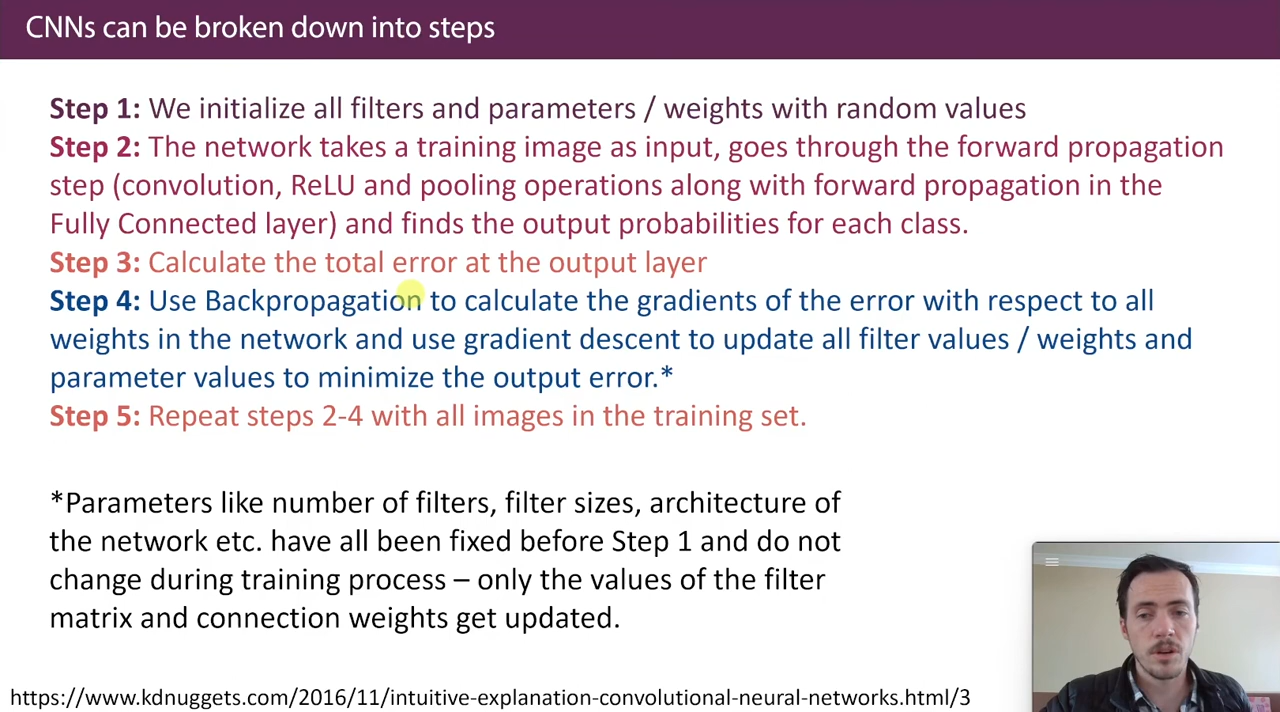 CNNs can be broken down into steps
Step 1: We initialize all filters and parameters / weights with random values
Step 2: The network takes a training image as input, goes through the forward propagation
step (convolution, ReLU and pooling operations along with forward propagation in the
Fully Connected layer) and finds the output probabilities for each class.
Step 3: Calculate the total error at the output layer
Step 4: Use Backpropagation to calculate the gradients of the error with respect to all
weights in the network and use gradient descent to update all filter values / weights and
parameter values to minimize the output error.*
Step 5: Repeat steps 2-4 with all images in the training set.
*Parameters like number of filters, filter sizes, architecture of
the network etc. have all been fixed before Step 1 and do not
change during training process – only the values of the filter
matrix and connection weights get updated.
https://www.kdnuggets.com/2016/11/intuitive-explanation-convolutional-neural-networks.html/3